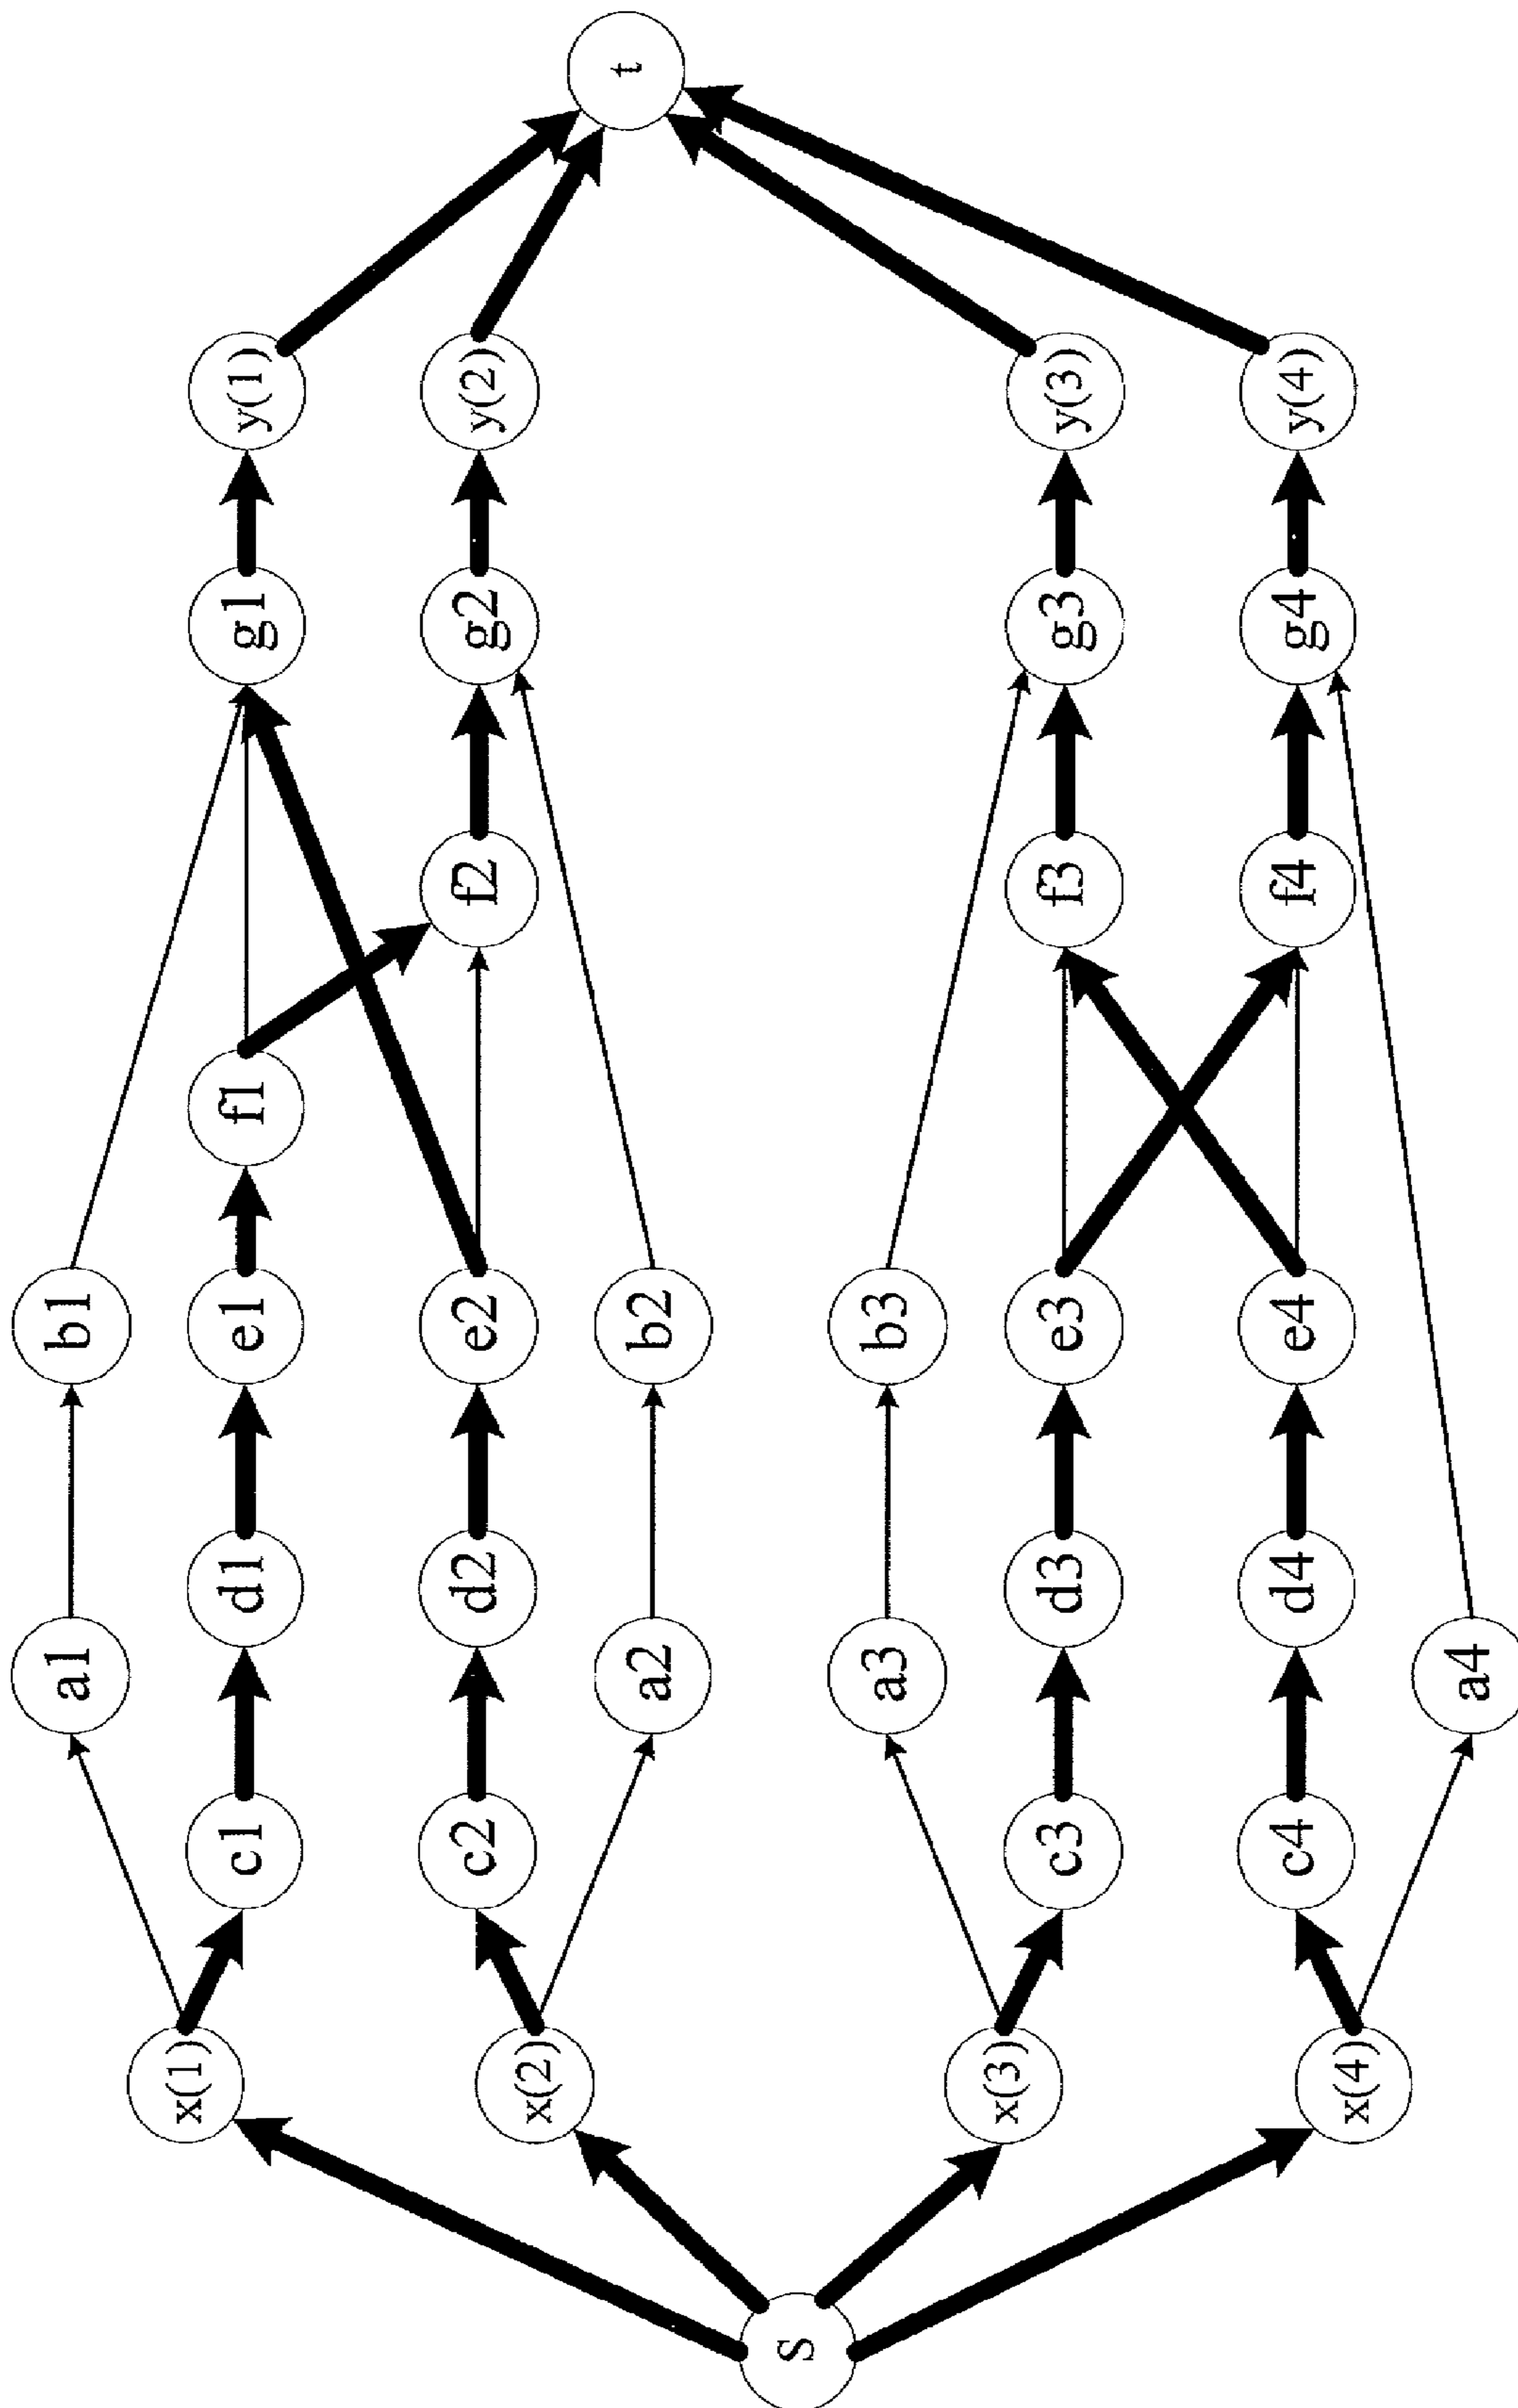 t
y(1) y(2) y(3) y(4)
g1 g2 g3 g4
f2 f3 f4
f1
b1 e1 e2 b2 b3 e3 e4
d1 d2 d3 d4
a1 a2 a3 a4
c1 c2 c3 c4
x(1) x(2) x(3) x(4)
S